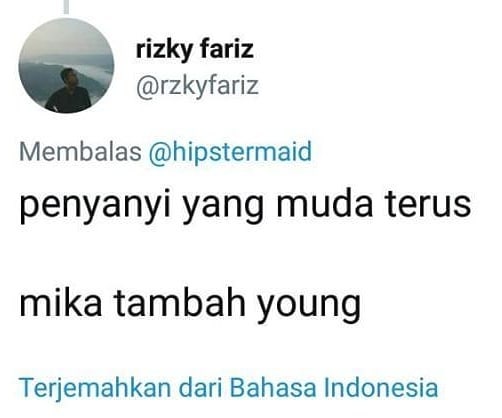 rizky fariz
@rzkyfariz
Membalas @hipstermaid
penyanyi yang muda terus
mika tambah young
Terjemahkan dari Bahasa Indonesia